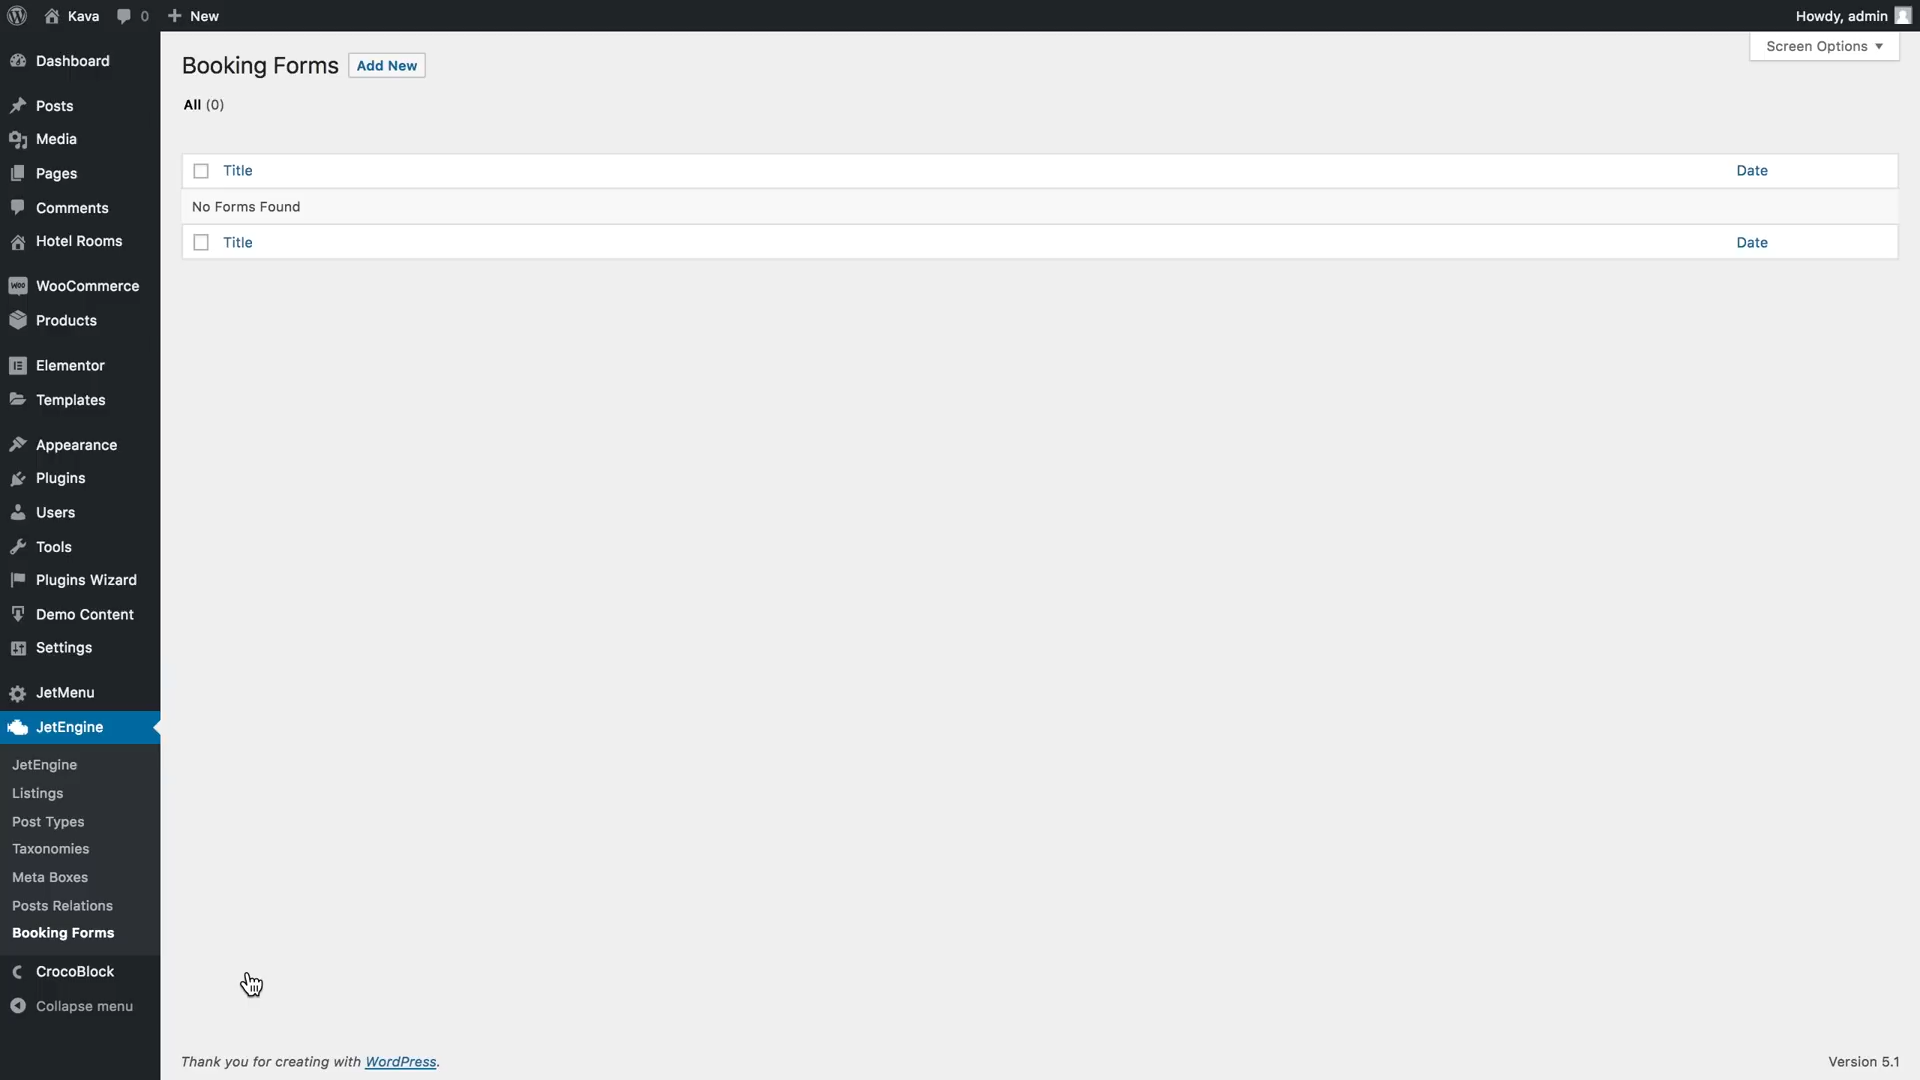 Kava
0
New
Howdy, admin
Dashboard
Posts
Media
Pages
Comments
Hotel Rooms
WooCommerce
Products
Elementor
Templates
Appearance
Plugins
Users
Tools
Plugins Wizard
Demo Content
Settings
JetMenu
JetEngine
JetEngine
Listings
Post Types
Taxonomies
Meta Boxes
Posts Relations
Booking Forms
CrocoBlock
Collapse menu
Screen Options
Booking Forms Add New
All (0)
Title Date
No Forms Found
Title Date
Thank you for creating with WordPress.
Version 5.1